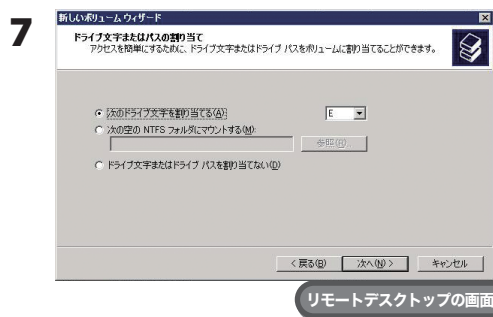 7
新しいボリューム ウィザード
ドライブ文字またはパスの割り当て
アクセスを簡単にするために、ドライブ文字またはドライブ パスをボリュームに割り当てることができます。
次のドライブ文字を割り当てる(A): E
次の空の NTFS フォルダにマウントする(M):
参照(R)...
ドライブ文字またはドライブ パスを割り当てない(D)
< 戻る(B) 次へ(N) > キャンセル
リモートデスクトップの画面